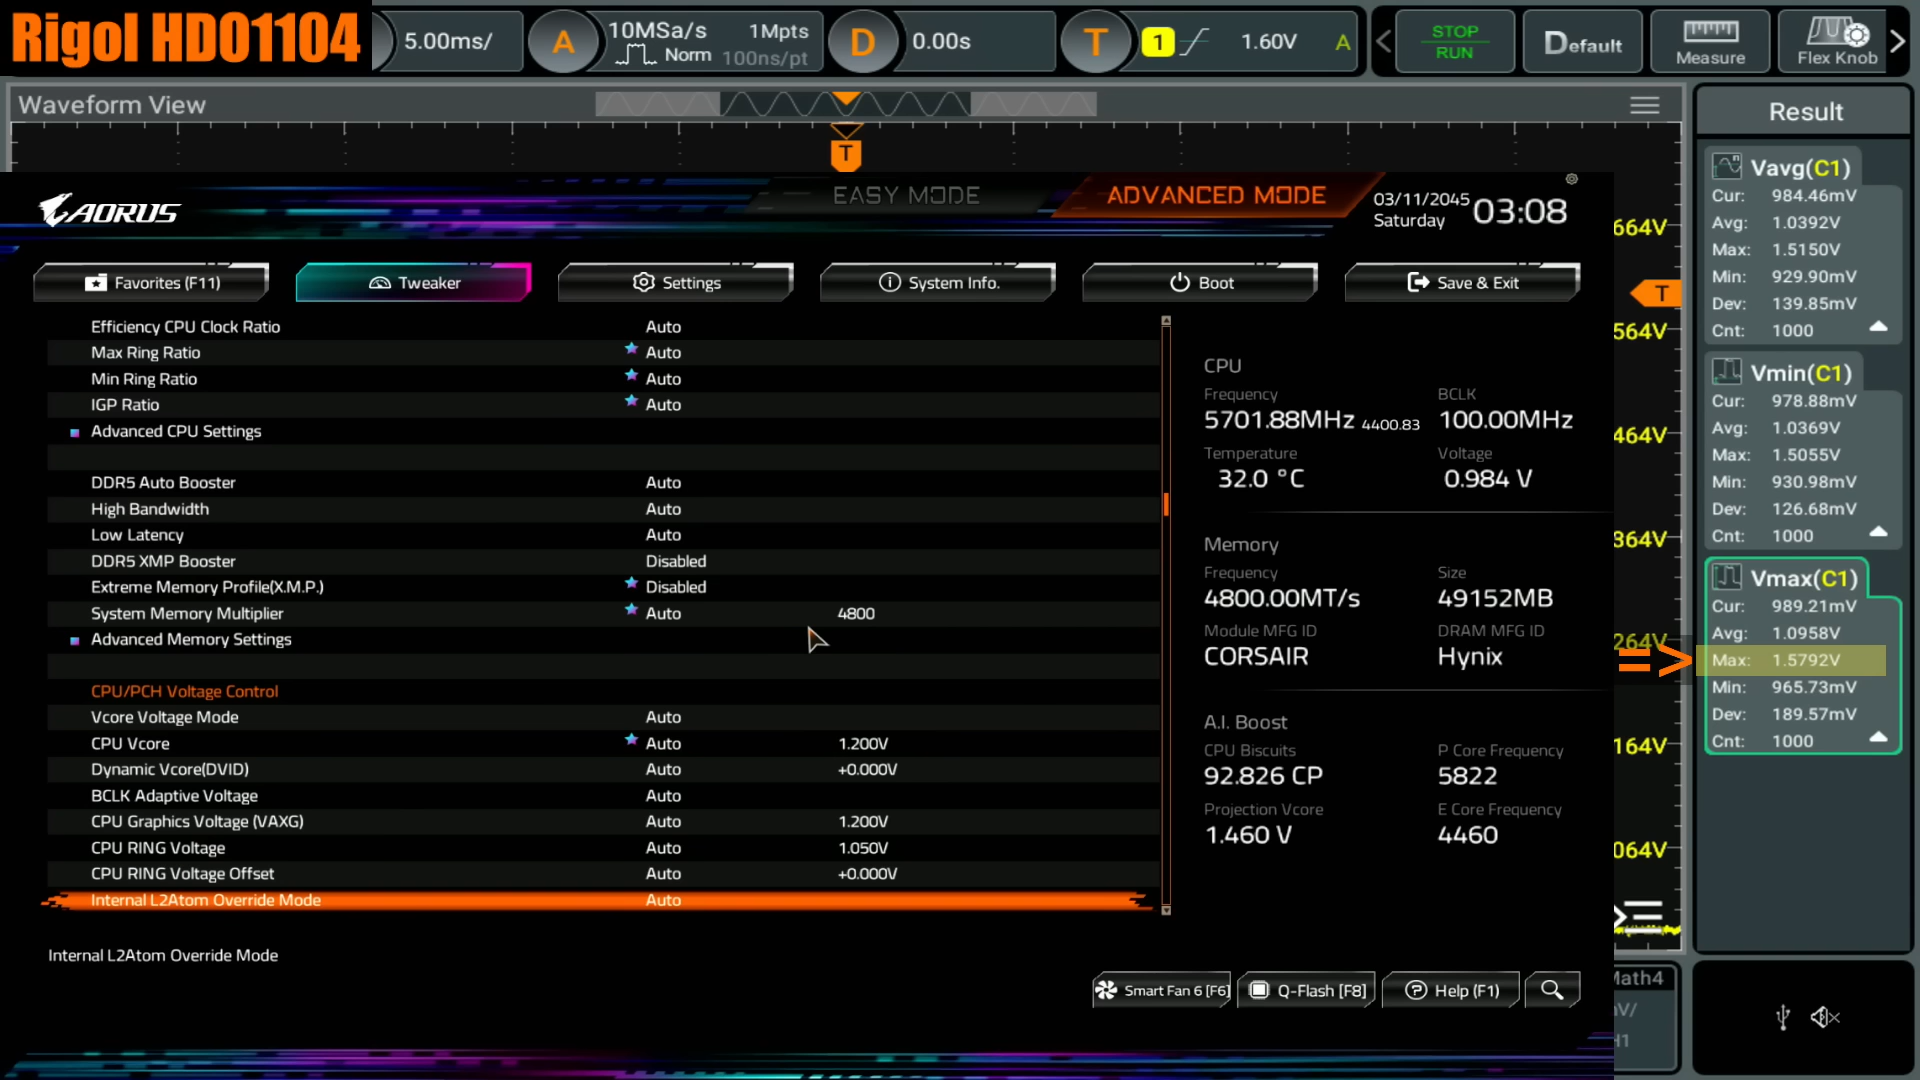 Rigol HDO1104
5.00ms/
A
10MSa/s
1Mpts
Norm
100ns/pt
D
0.00s
T
1
1.60V
A
STOP
RUN
Default
Measure
Flex Knob
Waveform View
T
Result
Vavg(C1)
Cur: 984.46mV
Avg: 1.0392V
Max: 1.5150V
Min: 929.90mV
Dev: 139.85mV
Cnt: 1000
Vmin(C1)
Cur: 978.88mV
Avg: 1.0369V
Max: 1.5055V
Min: 930.98mV
Dev: 126.68mV
Cnt: 1000
Vmax(C1)
Cur: 989.21mV
Avg: 1.0958V
=> Max: 1.5792V
Min: 965.73mV
Dev: 189.57mV
Cnt: 1000
AORUS
EASY MODE
ADVANCED MODE
03/11/2045
Saturday
03:08
Favorites (F11)
Tweaker
Settings
System Info.
Boot
Save & Exit
Efficiency CPU Clock Ratio Auto
Max Ring Ratio Auto
Min Ring Ratio Auto
IGP Ratio Auto
Advanced CPU Settings
DDR5 Auto Booster Auto
High Bandwidth Auto
Low Latency Auto
DDR5 XMP Booster Disabled
Extreme Memory Profile(X.M.P.) Disabled
System Memory Multiplier Auto 4800
Advanced Memory Settings
CPU/PCH Voltage Control
Vcore Voltage Mode Auto
CPU Vcore Auto 1.200V
Dynamic Vcore(DVID) Auto +0.000V
BCLK Adaptive Voltage Auto
CPU Graphics Voltage (VAXG) Auto 1.200V
CPU RING Voltage Auto 1.050V
CPU RING Voltage Offset Auto +0.000V
Internal L2Atom Override Mode Auto
CPU
Frequency BCLK
5701.88MHz 4400.83 100.00MHz
Temperature Voltage
32.0 °C 0.984 V
Memory
Frequency Size
4800.00MT/s 49152MB
Module MFG ID DRAM MFG ID
CORSAIR Hynix
A.I. Boost
CPU Biscuits P Core Frequency
92.826 CP 5822
Projection Vcore E Core Frequency
1.460 V 4460
664V
T
564V
464V
364V
264V
164V
064V
Internal L2Atom Override Mode
Smart Fan 6 [F6]
Q-Flash [F8]
Help (F1)
Math4